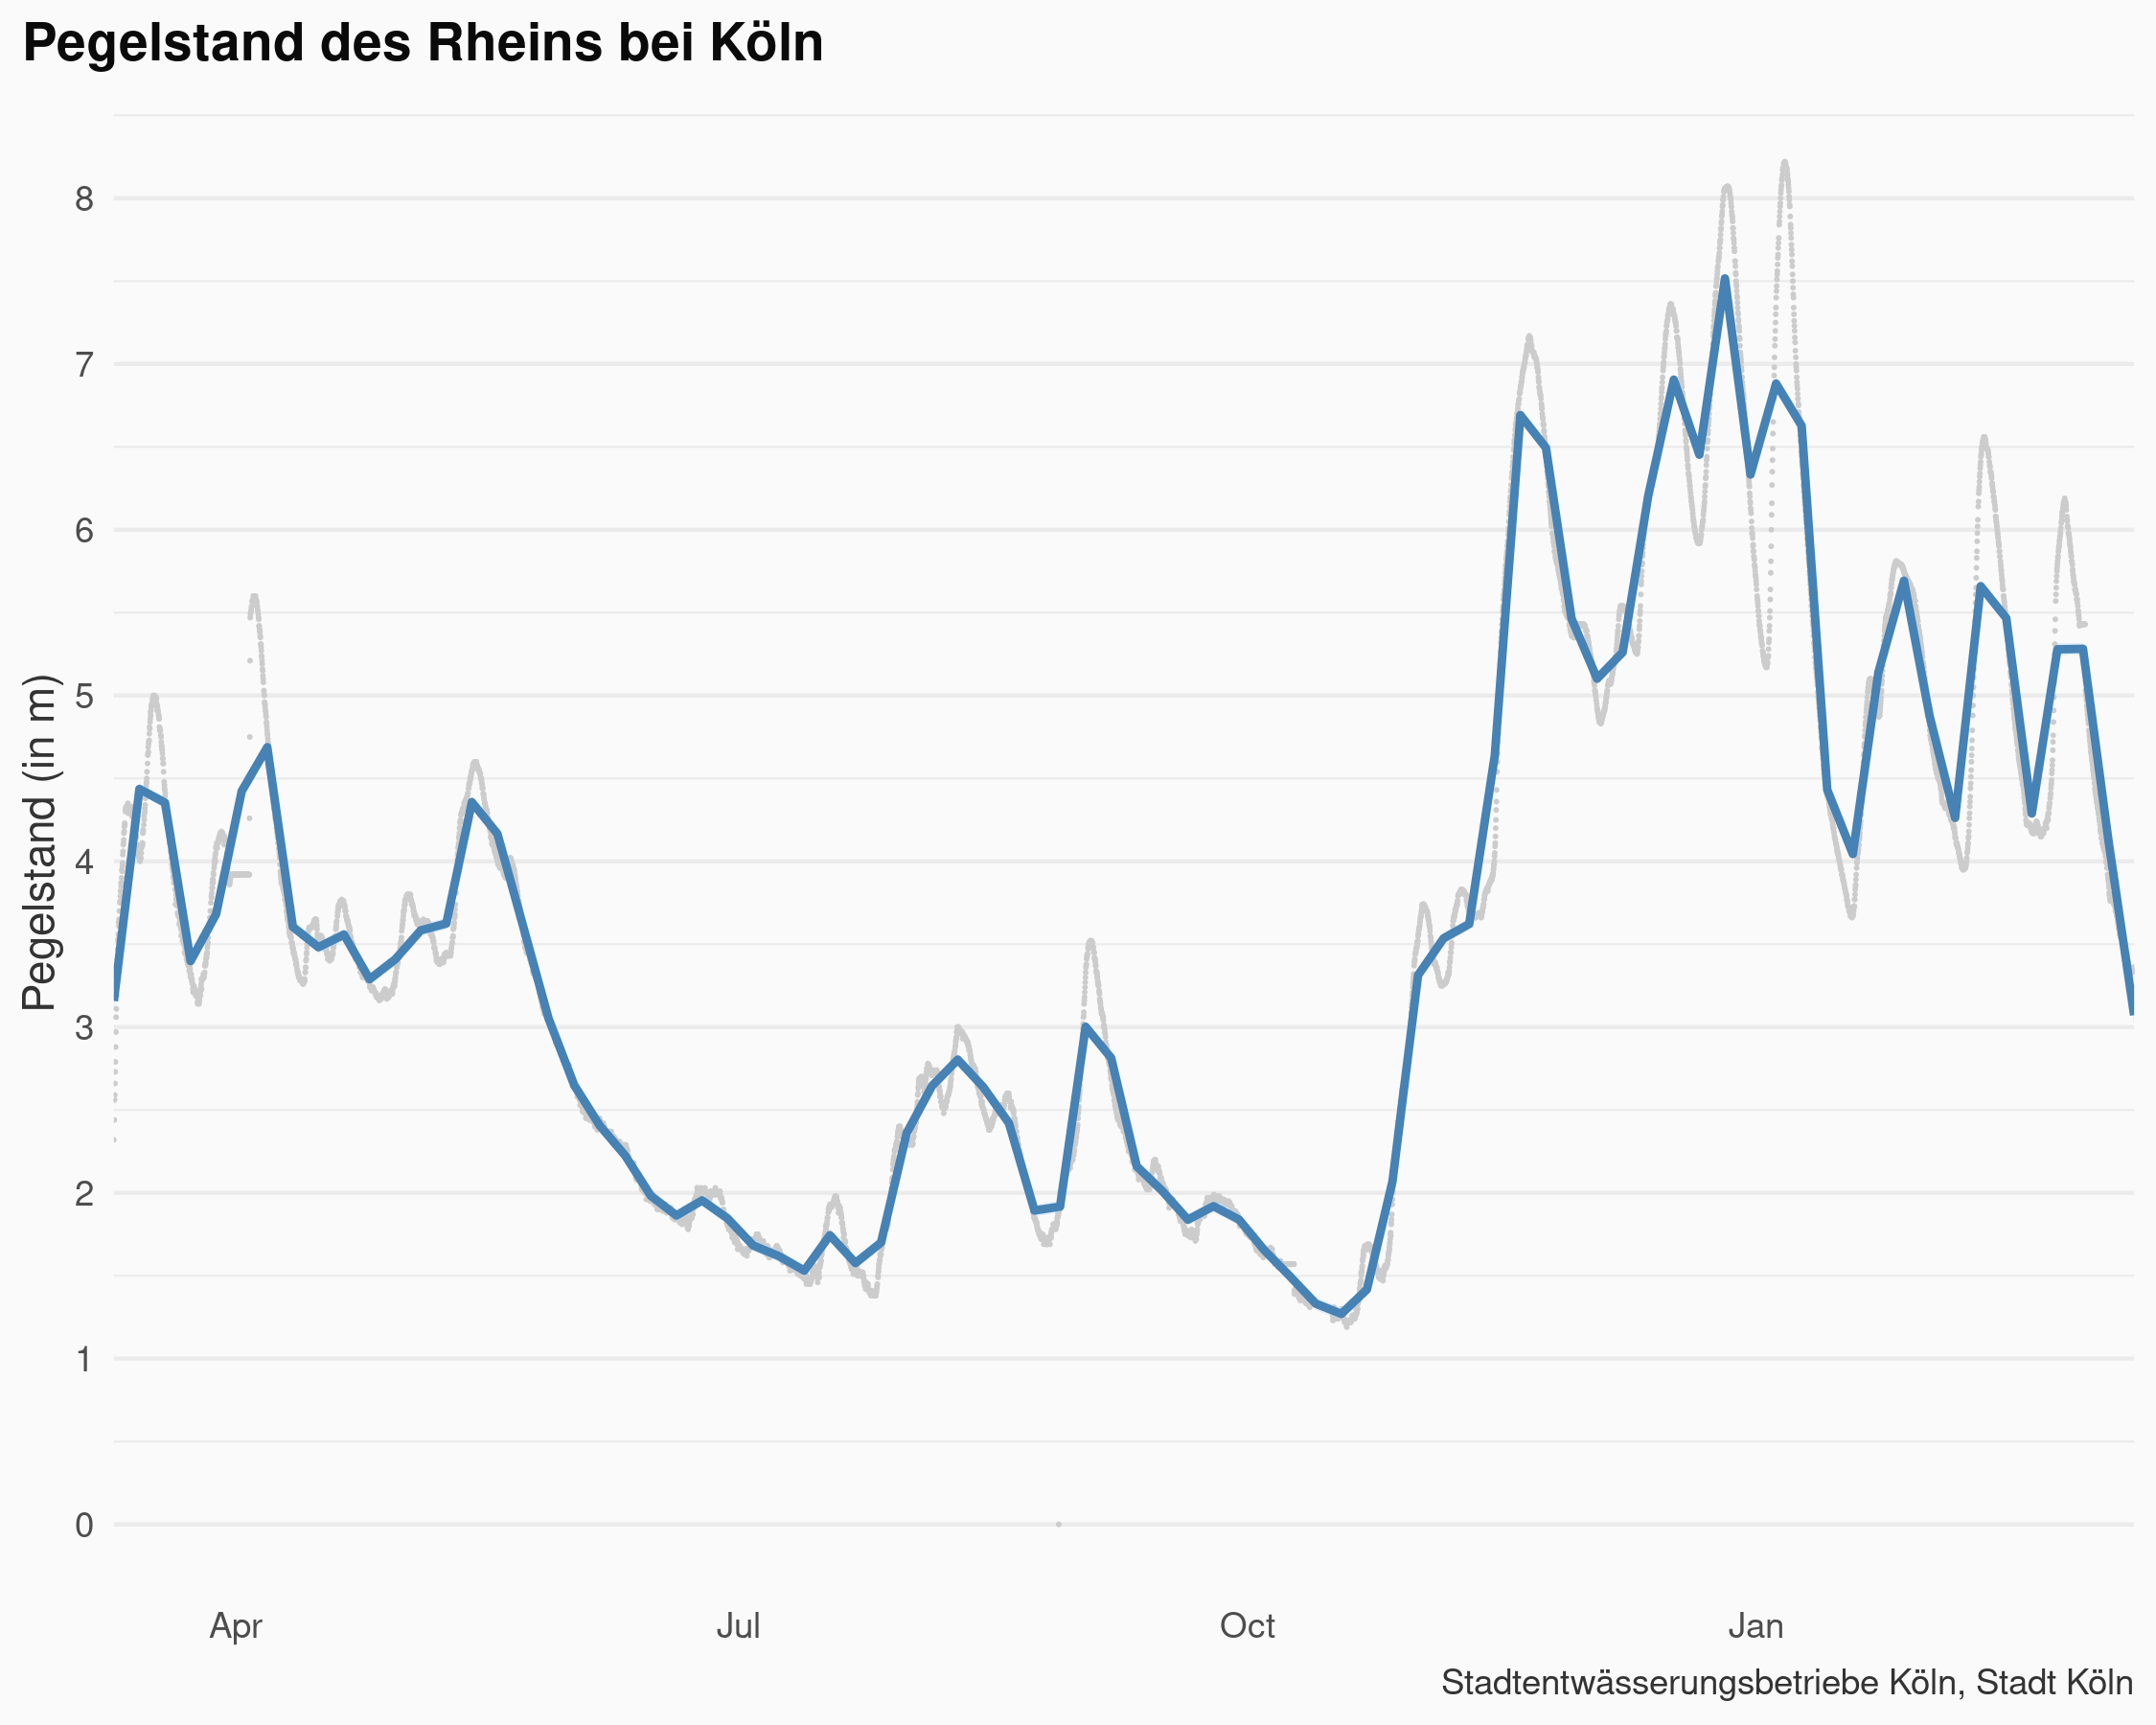 Pegelstand des Rheins bei Köln
Pegelstand (in m)
8
7
6
5
4
3
2
1
0
Apr Jul Oct Jan
Stadtentwässerungsbetriebe Köln, Stadt Köln